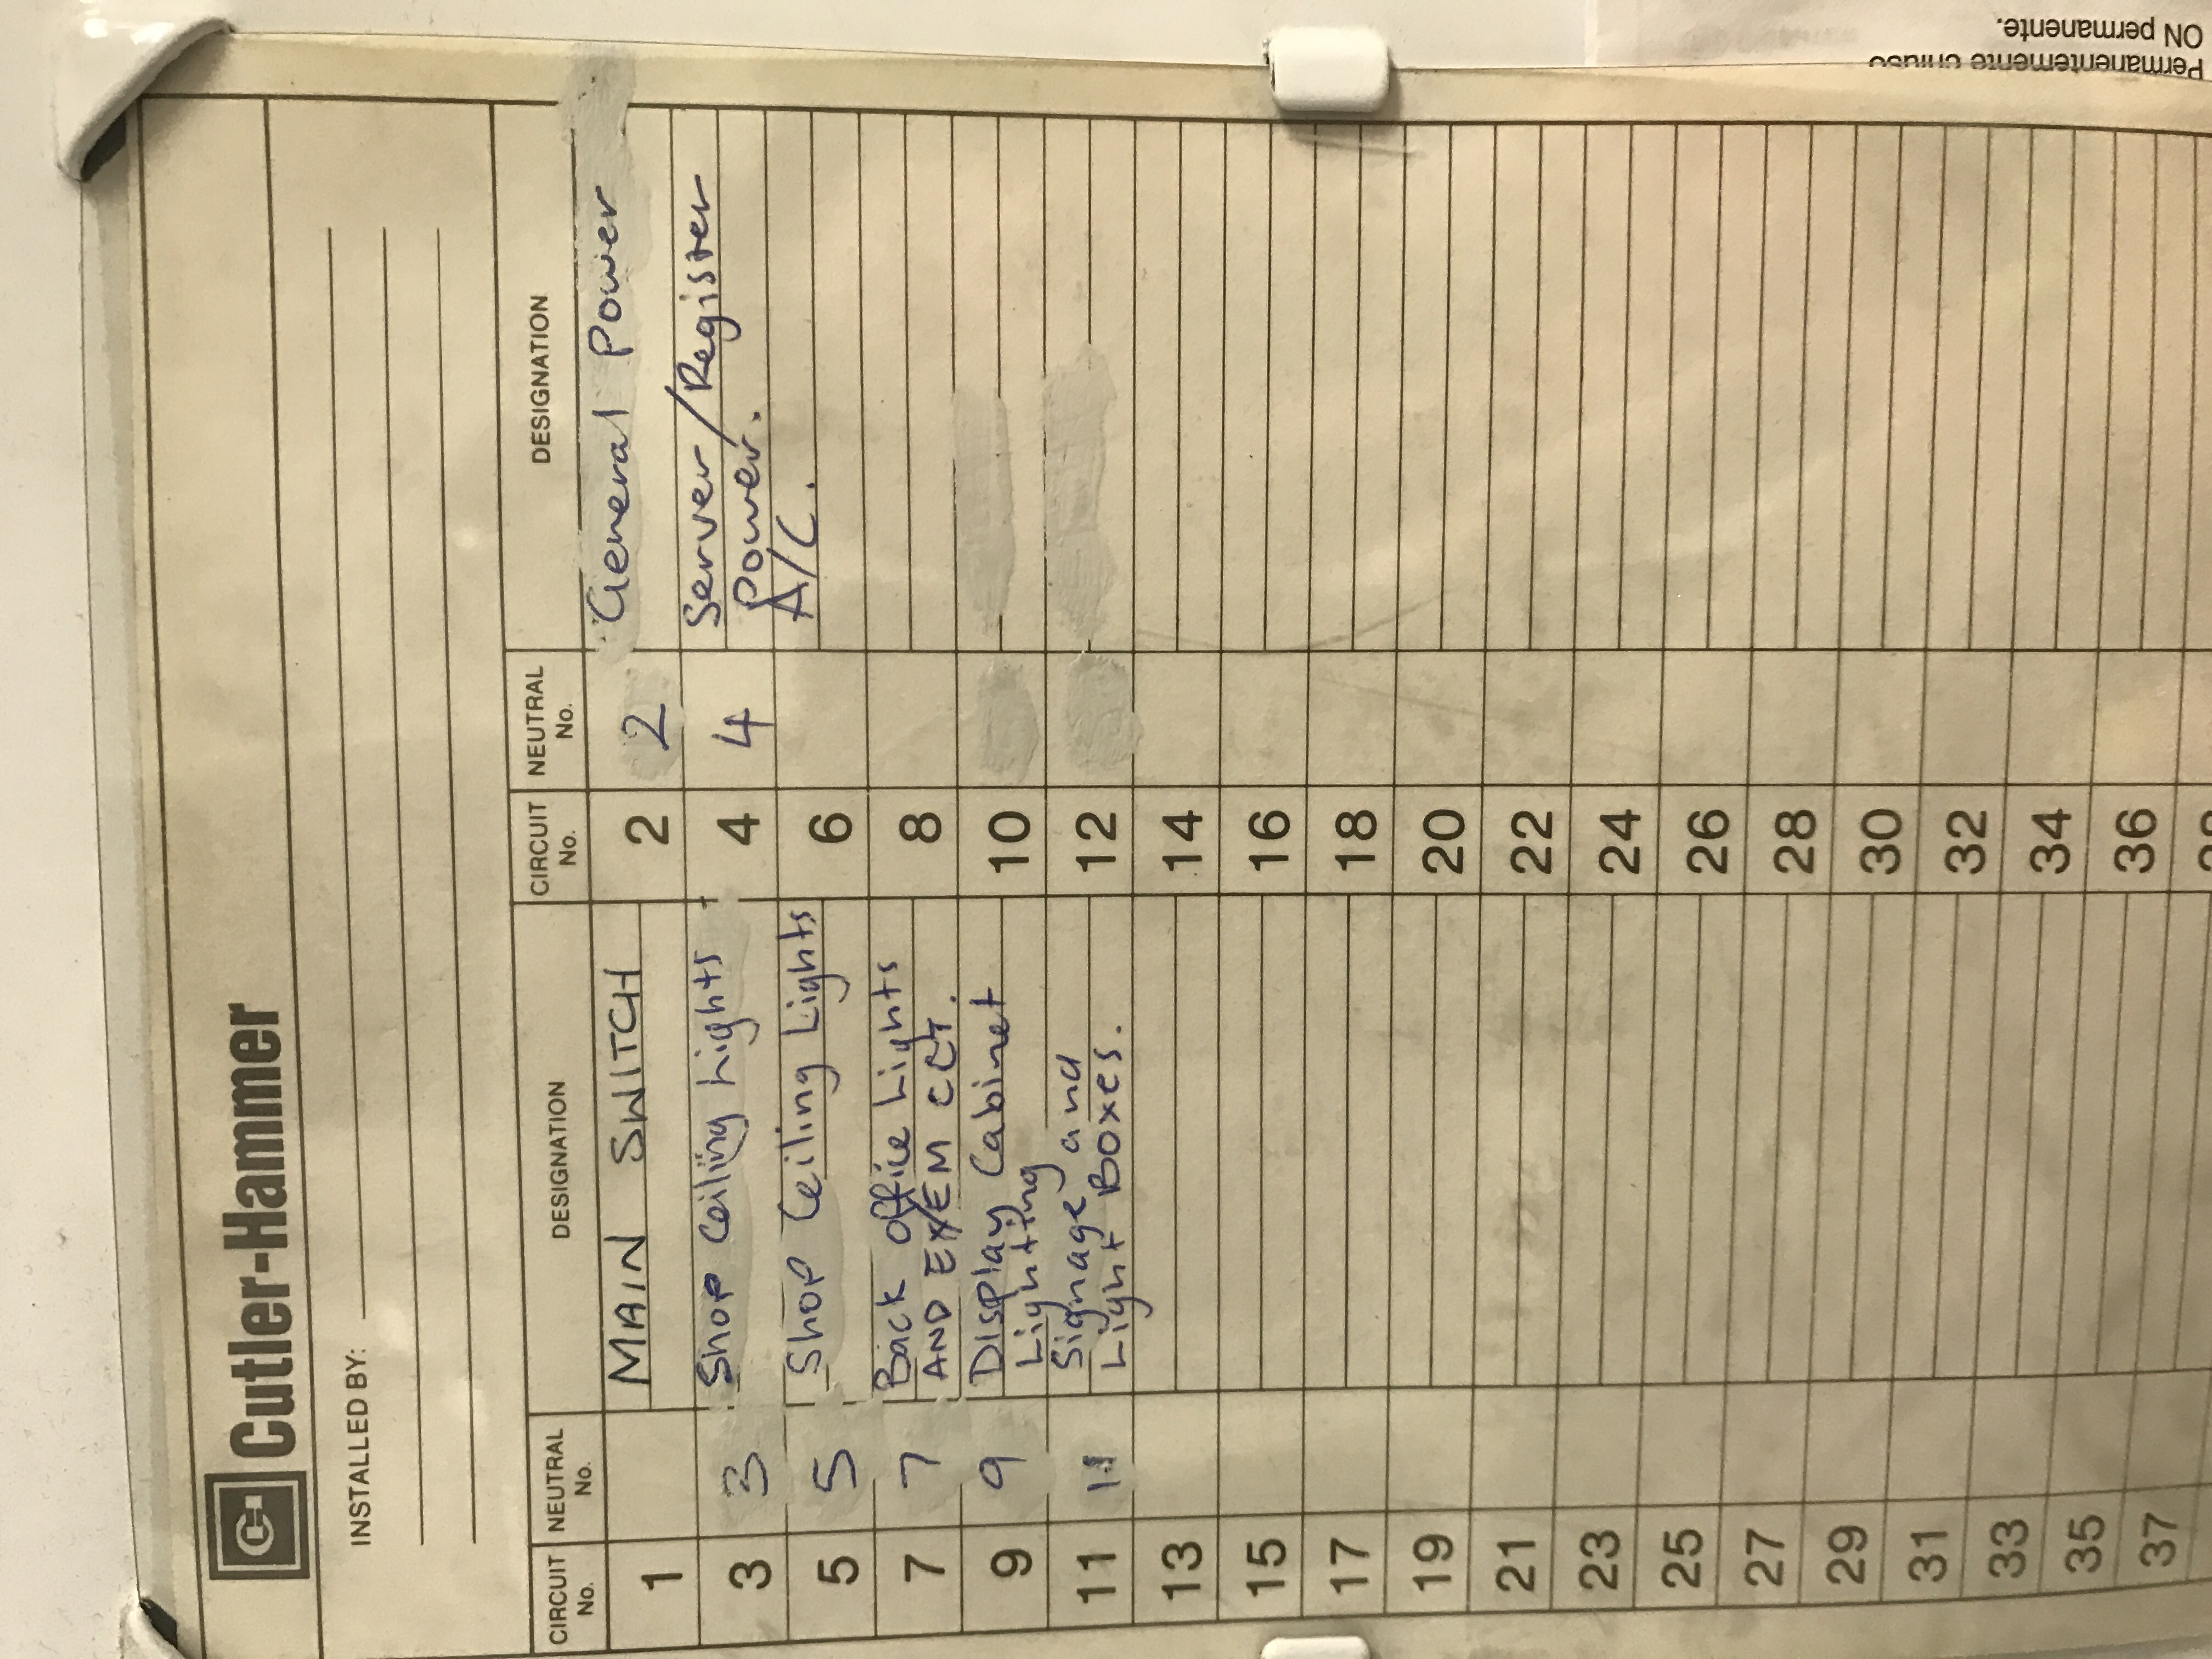 ON permanente.
Permanentemente chiuso
Cutler-Hammer
INSTALLED BY:
CIRCUIT No. NEUTRAL No. DESIGNATION CIRCUIT No. NEUTRAL No. DESIGNATION
1 MAIN SWITCH 2 2 General Power
3 3 Shop Ceiling Lights 4 4 Server/Register
Power.
5 5 Shop Ceiling Lights 6 A/C.
7 7 Back Office Lights 8
AND EX/EM CCT.
9 9 Display Cabinet 10
Lighting
11 11 Signage and 12
Light Boxes.
13 14
15 16
17 18
19 20
21 22
23 24
25 26
27 28
29 30
31 32
33 34
35 36
37